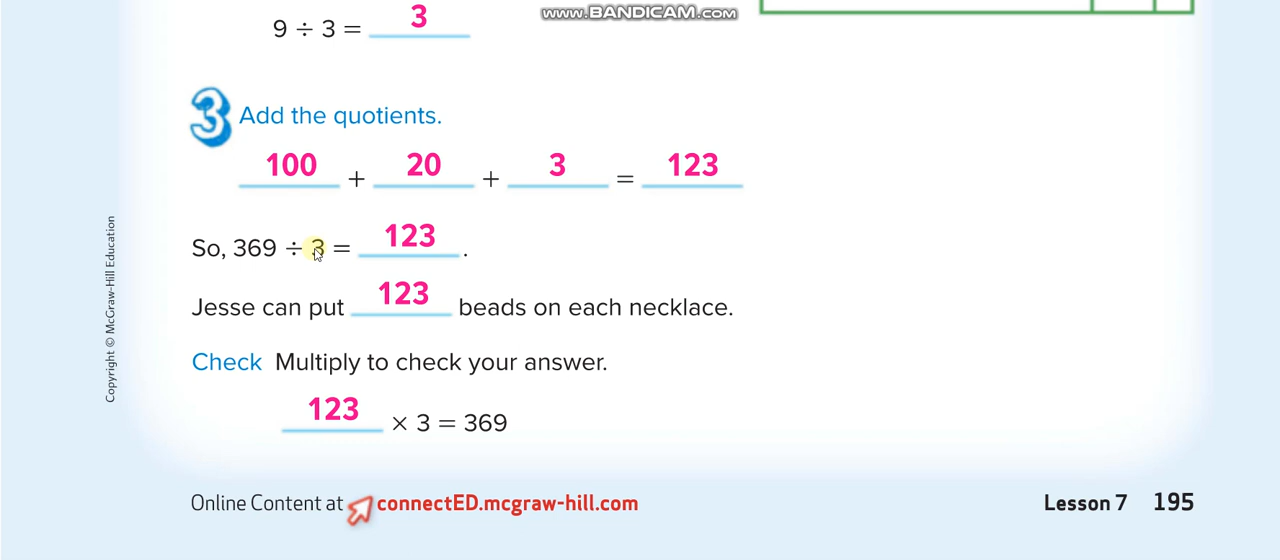 www.BANDICAM.com
9 ÷ 3 = 3
3 Add the quotients.
100 + 20 + 3 = 123
So, 369 ÷ 3 = 123.
Jesse can put 123 beads on each necklace.
Check Multiply to check your answer.
123 × 3 = 369
Copyright © McGraw-Hill Education
Online Content at connectED.mcgraw-hill.com
Lesson 7 195